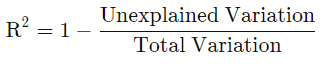 R² = 1 − Unexplained Variation / Total Variation